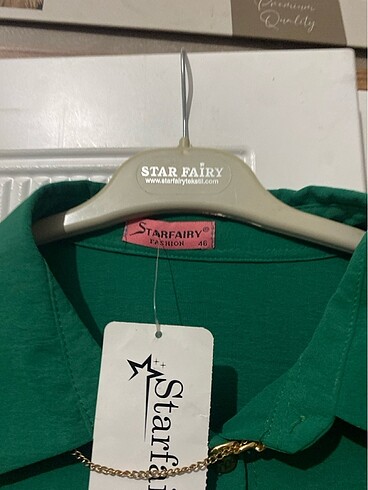 Premium
Quality
STAR FAIRY
www.starfairytekstil.com
STARFAIRY®
FASHION 46
Starfai